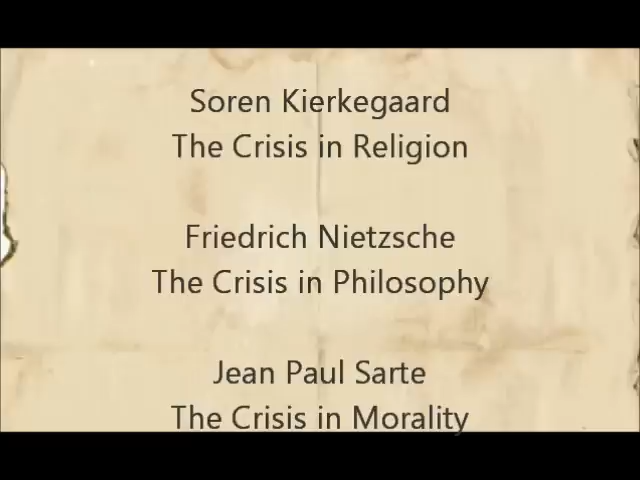 Soren Kierkegaard
The Crisis in Religion
Friedrich Nietzsche
The Crisis in Philosophy
Jean Paul Sarte
The Crisis in Morality